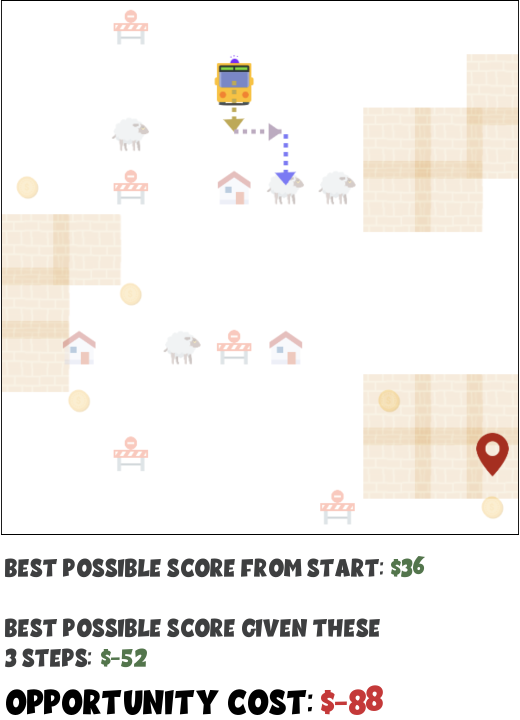 BEST POSSIBLE SCORE FROM START: $36
BEST POSSIBLE SCORE GIVEN THESE
3 STEPS: $-52
OPPORTUNITY COST: $-88